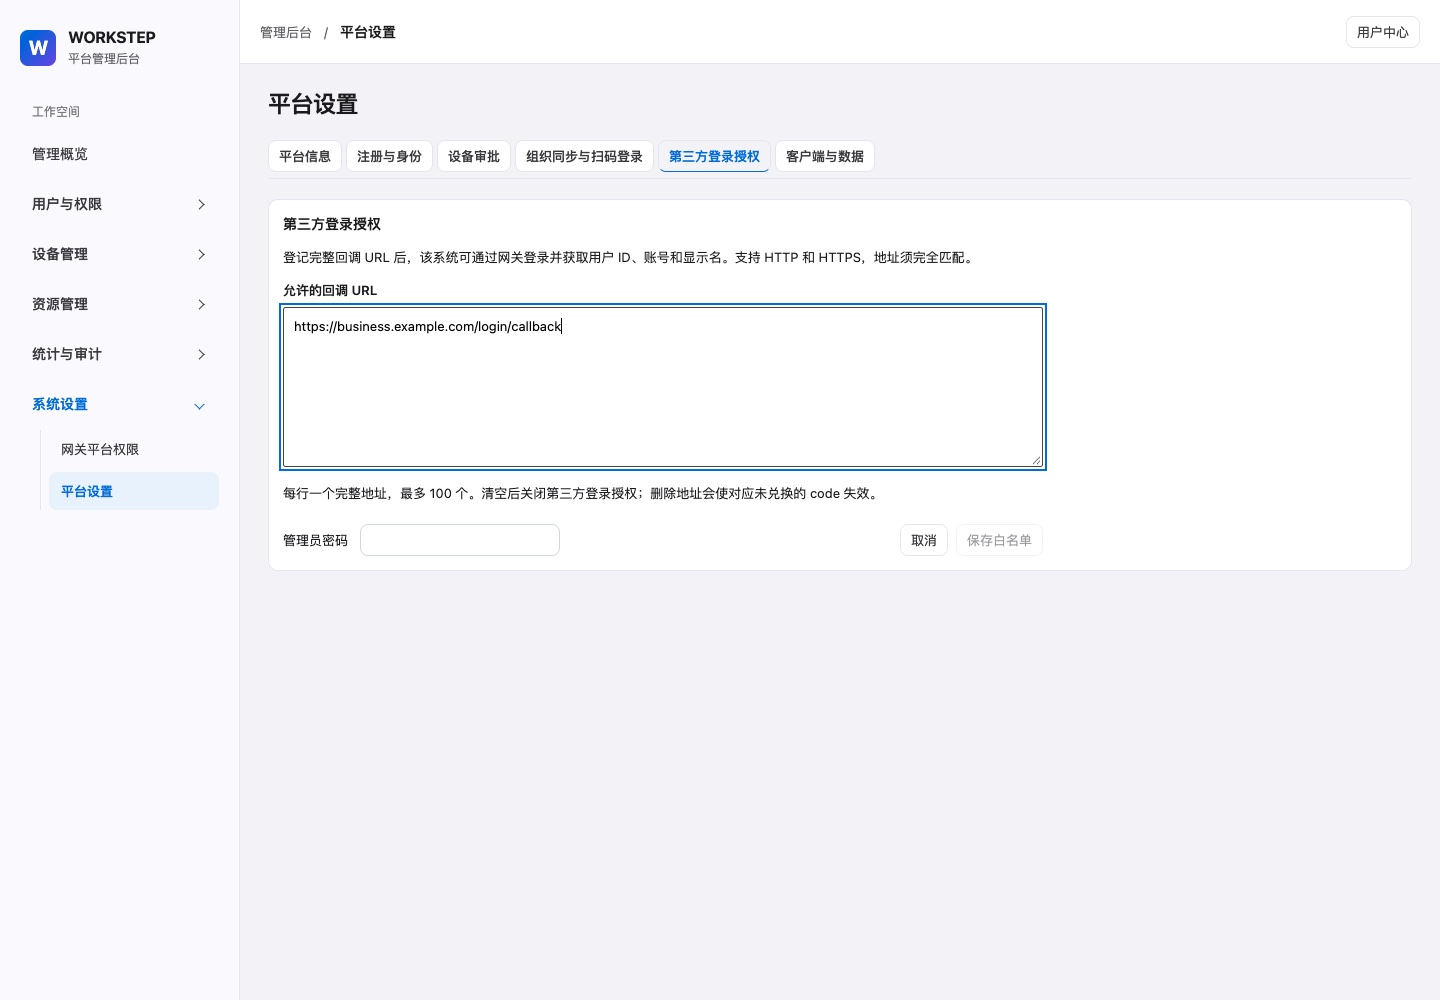 W
WORKSTEP
平台管理后台
工作空间
管理概览
用户与权限
设备管理
资源管理
统计与审计
系统设置
网关平台权限
平台设置
管理后台 / 平台设置
用户中心
平台设置
平台信息
注册与身份
设备审批
组织同步与扫码登录
第三方登录授权
客户端与数据
第三方登录授权
登记完整回调 URL 后，该系统可通过网关登录并获取用户 ID、账号和显示名。支持 HTTP 和 HTTPS，地址须完全匹配。
允许的回调 URL
https://business.example.com/login/callback
每行一个完整地址，最多 100 个。清空后关闭第三方登录授权；删除地址会使对应未兑换的 code 失效。
管理员密码
取消
保存白名单